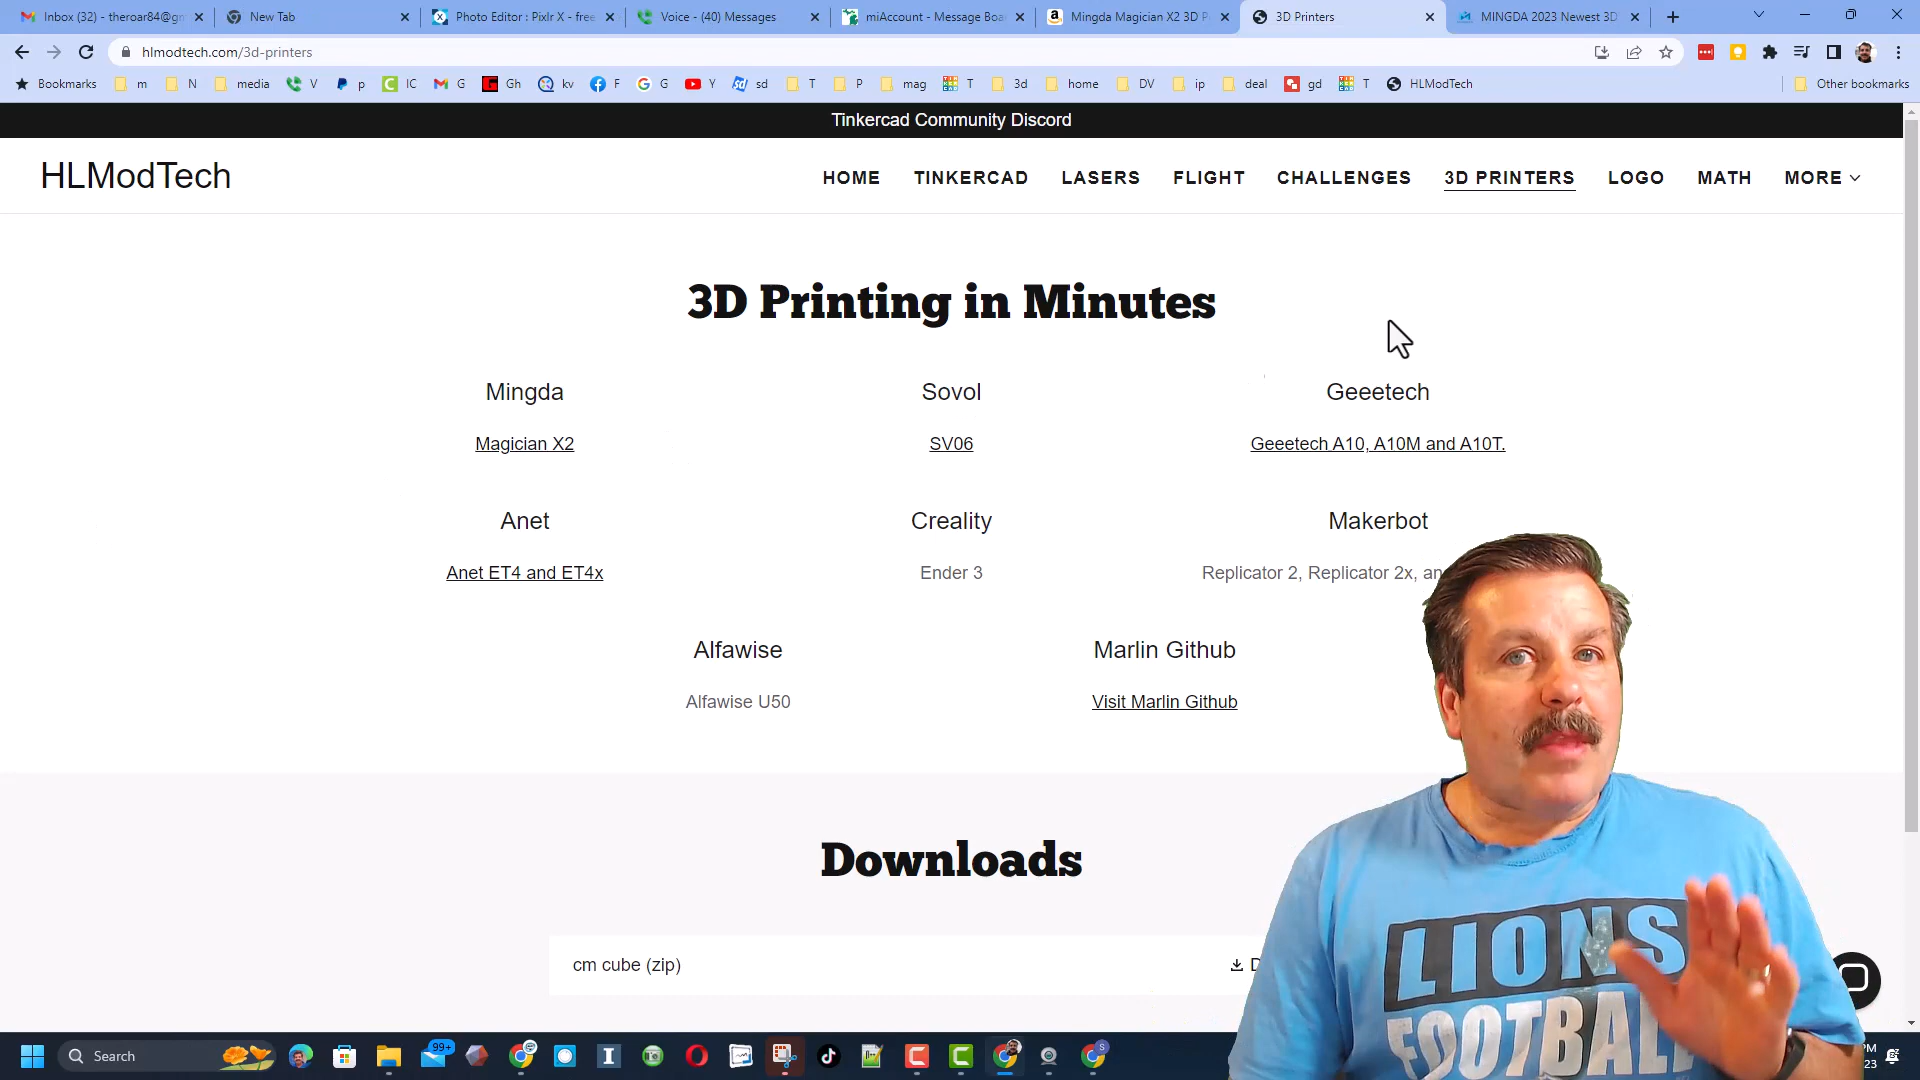 Inbox (32) - theroar84@gm
New Tab
Photo Editor : Pixlr X - free
Voice - (40) Messages
miAccount - Message Boa
Mingda Magician X2 3D P
3D Printers
MINGDA 2023 Newest 3D
hlmodtech.com/3d-printers
Bookmarks m N media V p IC G Gh kv F G Y sd T P mag T 3d home DV ip deal gd T HLModTech Other bookmarks
Tinkercad Community Discord
HLModTech
HOME TINKERCAD LASERS FLIGHT CHALLENGES 3D PRINTERS LOGO MATH MORE
3D Printing in Minutes
Mingda Sovol Geeetech
Magician X2 SV06 Geeetech A10, A10M and A10T.
Anet Creality Makerbot
Anet ET4 and ET4x Ender 3 Replicator 2, Replicator 2x, an
Alfawise Marlin Github
Alfawise U50 Visit Marlin Github
Downloads
cm cube (zip) D
LIONS
FOOTBALL
Search 99+ PM
23